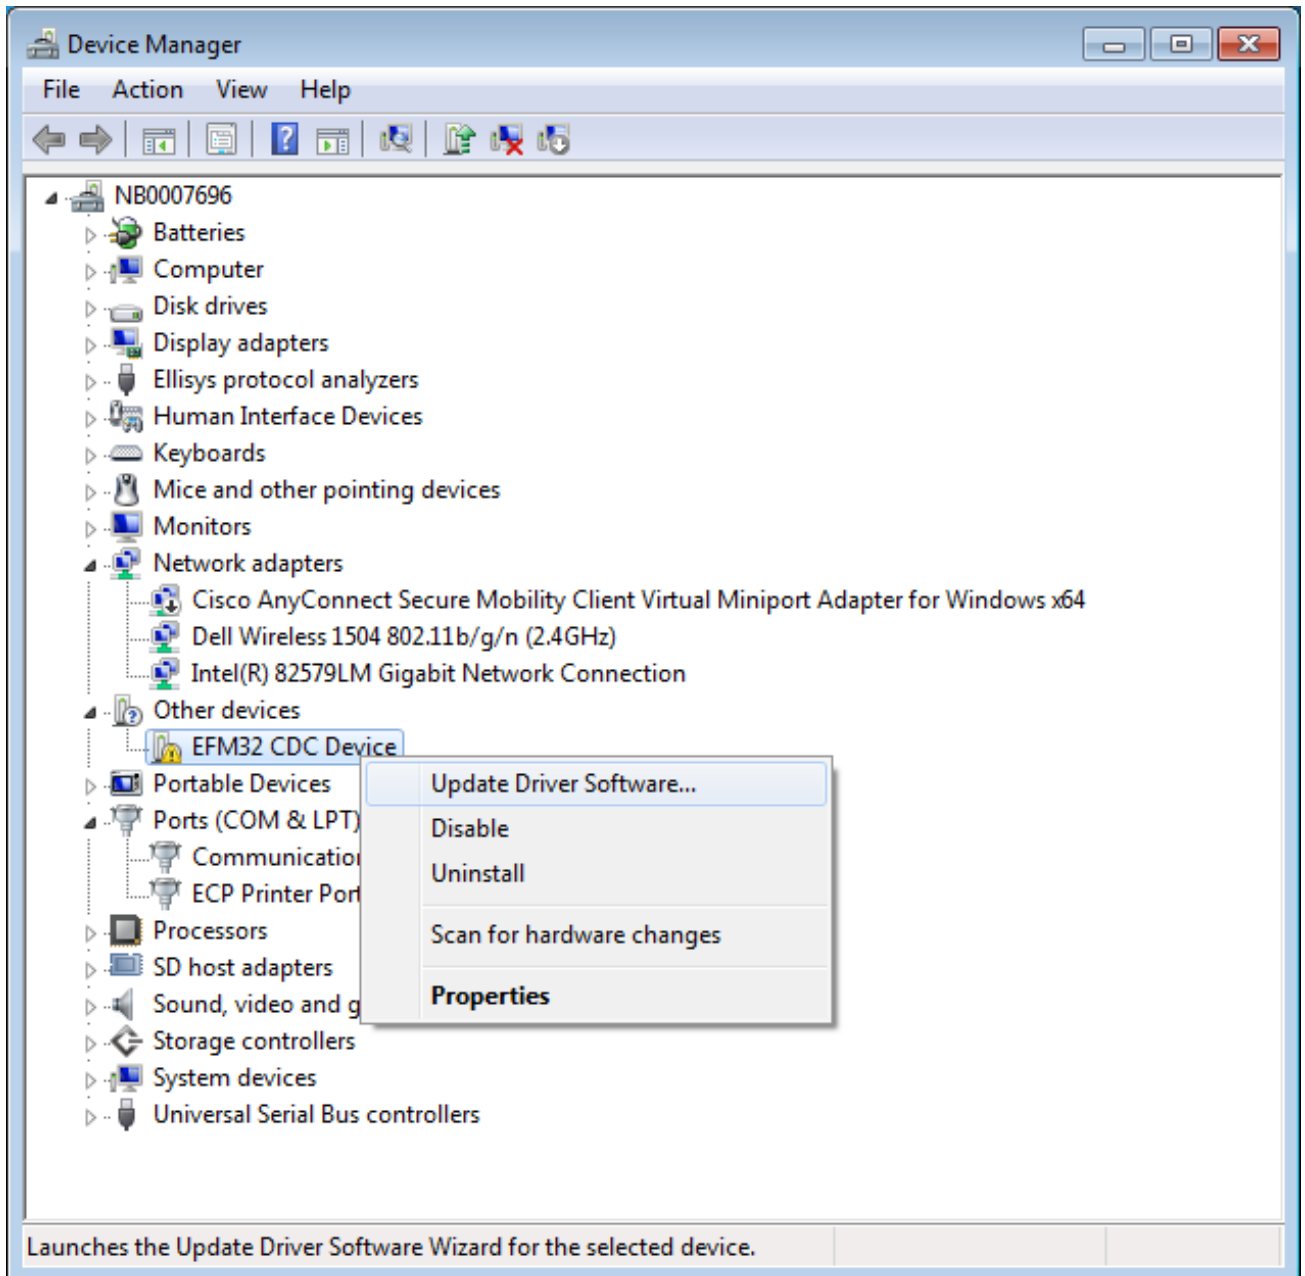 Device Manager
File Action View Help
NB0007696
Batteries
Computer
Disk drives
Display adapters
Ellisys protocol analyzers
Human Interface Devices
Keyboards
Mice and other pointing devices
Monitors
Network adapters
Cisco AnyConnect Secure Mobility Client Virtual Miniport Adapter for Windows x64
Dell Wireless 1504 802.11b/g/n (2.4GHz)
Intel(R) 82579LM Gigabit Network Connection
Other devices
EFM32 CDC Device
Portable Devices
Ports (COM & LPT)
Communication
ECP Printer Port
Processors
SD host adapters
Sound, video and g
Storage controllers
System devices
Universal Serial Bus controllers
Update Driver Software...
Disable
Uninstall
Scan for hardware changes
Properties
Launches the Update Driver Software Wizard for the selected device.